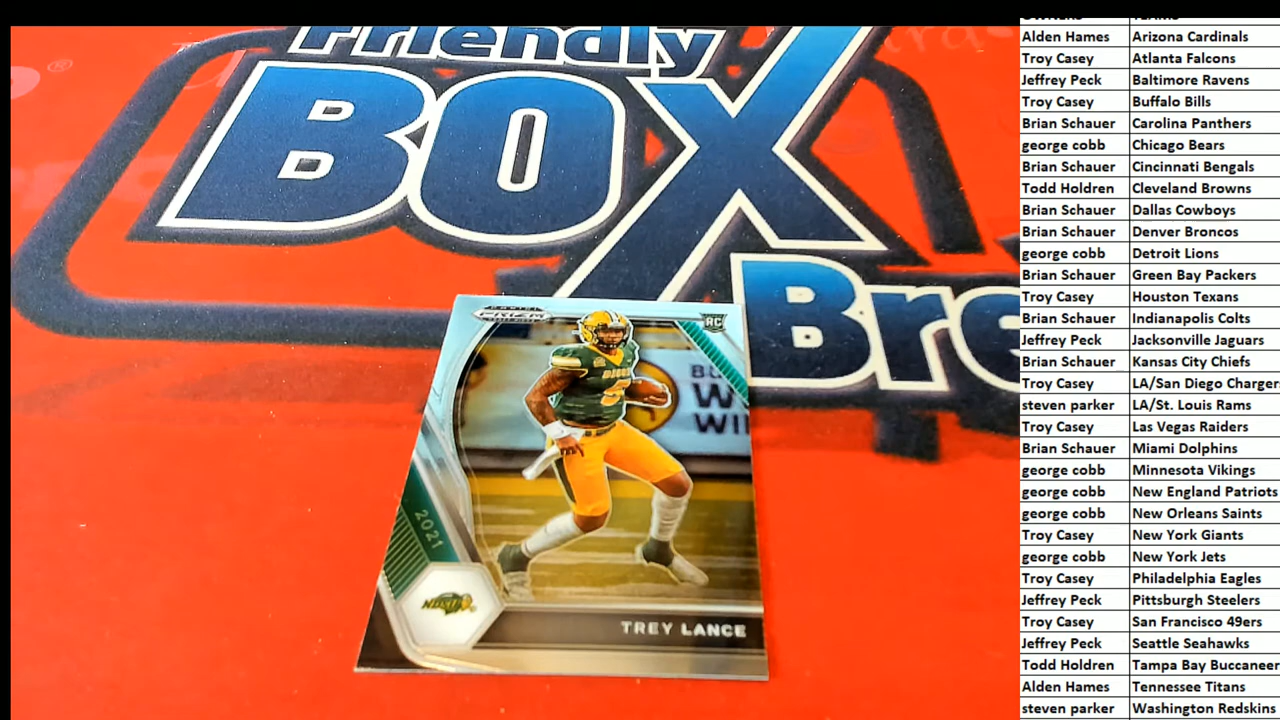 Friendly
BOX
Bre
®
PANINI
PRIZM
RC
BISON
5
W
WI
2021
NDSU
TREY LANCE
OWNERS TEAMS
Alden Hames Arizona Cardinals
Troy Casey Atlanta Falcons
Jeffrey Peck Baltimore Ravens
Troy Casey Buffalo Bills
Brian Schauer Carolina Panthers
george cobb Chicago Bears
Brian Schauer Cincinnati Bengals
Todd Holdren Cleveland Browns
Brian Schauer Dallas Cowboys
Brian Schauer Denver Broncos
george cobb Detroit Lions
Brian Schauer Green Bay Packers
Troy Casey Houston Texans
Brian Schauer Indianapolis Colts
Jeffrey Peck Jacksonville Jaguars
Brian Schauer Kansas City Chiefs
Troy Casey LA/San Diego Chargers
steven parker LA/St. Louis Rams
Troy Casey Las Vegas Raiders
Brian Schauer Miami Dolphins
george cobb Minnesota Vikings
george cobb New England Patriots
george cobb New Orleans Saints
Troy Casey New York Giants
george cobb New York Jets
Troy Casey Philadelphia Eagles
Jeffrey Peck Pittsburgh Steelers
Troy Casey San Francisco 49ers
Jeffrey Peck Seattle Seahawks
Todd Holdren Tampa Bay Buccaneer
Alden Hames Tennessee Titans
steven parker Washington Redskins